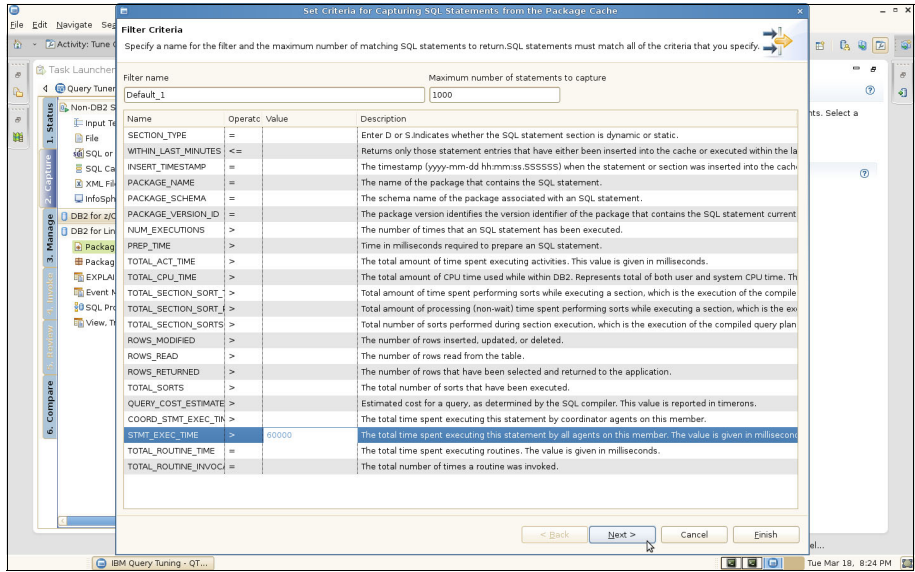 Set Criteria for Capturing SQL Statements from the Package Cache
File Edit Navigate Sea
Activity: Tune
Task Launcher
Query Tuner
1. Status
2. Capture
3. Manage
4. Invoke
5. Review
6. Compare
Non-DB2 S
Input Te
File
SQL or
SQL Ca
XML Fil
InfoSph
DB2 for z/O
DB2 for Lin
Packag
Packag
EXPLAI
Event M
SQL Pro
View, Tr
Filter Criteria
Specify a name for the filter and the maximum number of matching SQL statements to return.SQL statements must match all of the criteria that you specify.
Filter name Maximum number of statements to capture
Default_1 1000
Name Operatc Value Description
SECTION_TYPE = Enter D or S.Indicates whether the SQL statement section is dynamic or static.
WITHIN_LAST_MINUTES <= Returns only those statement entries that have either been inserted into the cache or executed within the la
INSERT_TIMESTAMP = The timestamp (yyyy-mm-dd hh:mm:ss.SSSSSS) when the statement or section was inserted into the cach
PACKAGE_NAME = The name of the package that contains the SQL statement.
PACKAGE_SCHEMA = The schema name of the package associated with an SQL statement.
PACKAGE_VERSION_ID = The package version identifies the version identifier of the package that contains the SQL statement current
NUM_EXECUTIONS > The number of times that an SQL statement has been executed.
PREP_TIME > Time in milliseconds required to prepare an SQL statement.
TOTAL_ACT_TIME > The total amount of time spent executing activities. This value is given in milliseconds.
TOTAL_CPU_TIME > The total amount of CPU time used while within DB2. Represents total of both user and system CPU time. Th
TOTAL_SECTION_SORT_T > Total amount of time spent performing sorts while executing a section, which is the execution of the compile
TOTAL_SECTION_SORT_P > Total amount of processing (non-wait) time spent performing sorts while executing a section, which is the exe
TOTAL_SECTION_SORTS > Total number of sorts performed during section execution, which is the execution of the compiled query plan
ROWS_MODIFIED > The number of rows inserted, updated, or deleted.
ROWS_READ > The number of rows read from the table.
ROWS_RETURNED > The number of rows that have been selected and returned to the application.
TOTAL_SORTS > The total number of sorts that have been executed.
QUERY_COST_ESTIMATE > Estimated cost for a query, as determined by the SQL compiler. This value is reported in timerons.
COORD_STMT_EXEC_TIM > The total time spent executing this statement by coordinator agents on this member.
STMT_EXEC_TIME > 60000 The total time spent executing this statement by all agents on this member. The value is given in millisecond
TOTAL_ROUTINE_TIME = The total time spent executing routines. The value is given in milliseconds.
TOTAL_ROUTINE_INVOCA = The total number of times a routine was invoked.
< Back Next > Cancel Finish
nts. Select a
el...
IBM Query Tuning - QT... Tue Mar 18, 8:24 PM